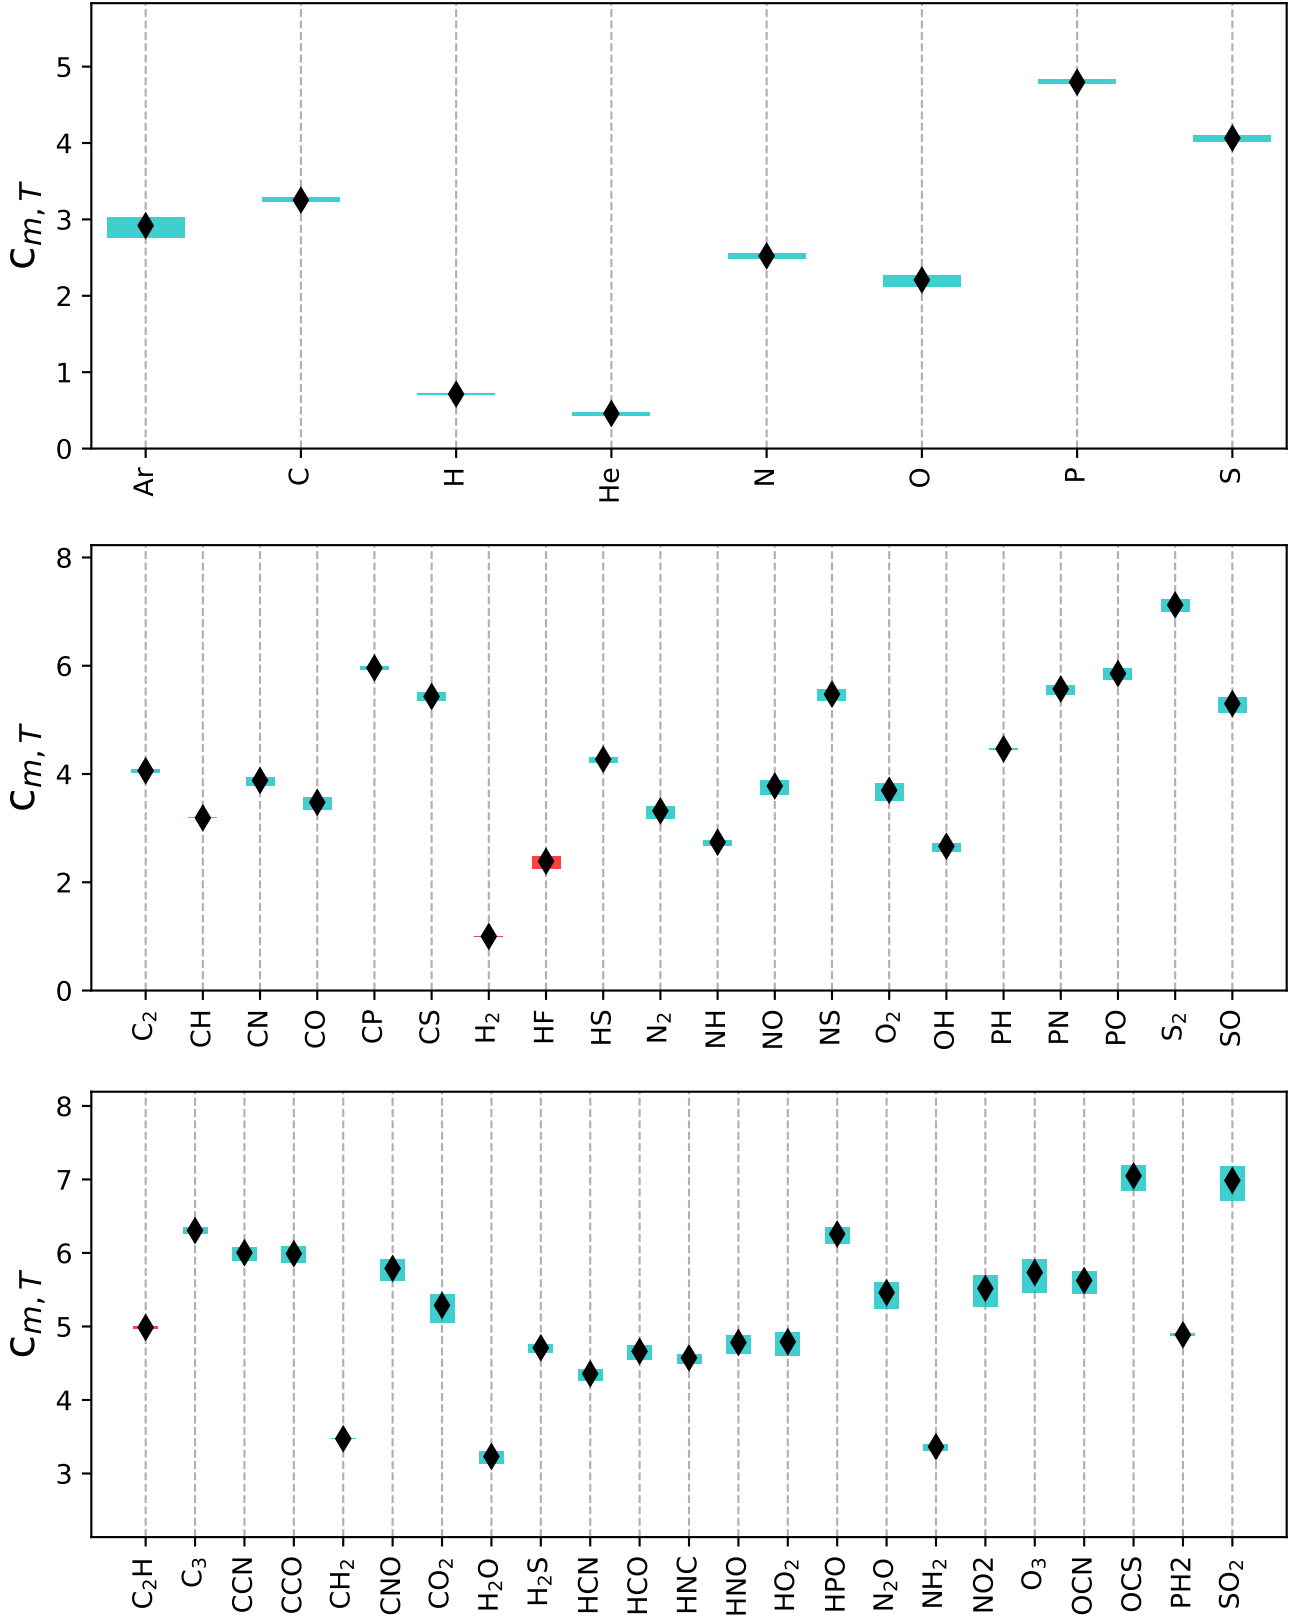 5
4
3
2
1
0
C_{m,T}
Ar C H He N O P S
8
6
4
2
0
C_{m,T}
C₂ CH CN CO CP CS H₂ HF HS N₂ NH NO NS O₂ OH PH PN PO S₂ SO
8
7
6
5
4
3
C_{m,T}
C₂H C₃ CCN CCO CH₂ CNO CO₂ H₂O H₂S HCN HCO HNC HNO HO₂ HPO N₂O NH₂ NO2 O₃ OCN OCS PH2 SO₂